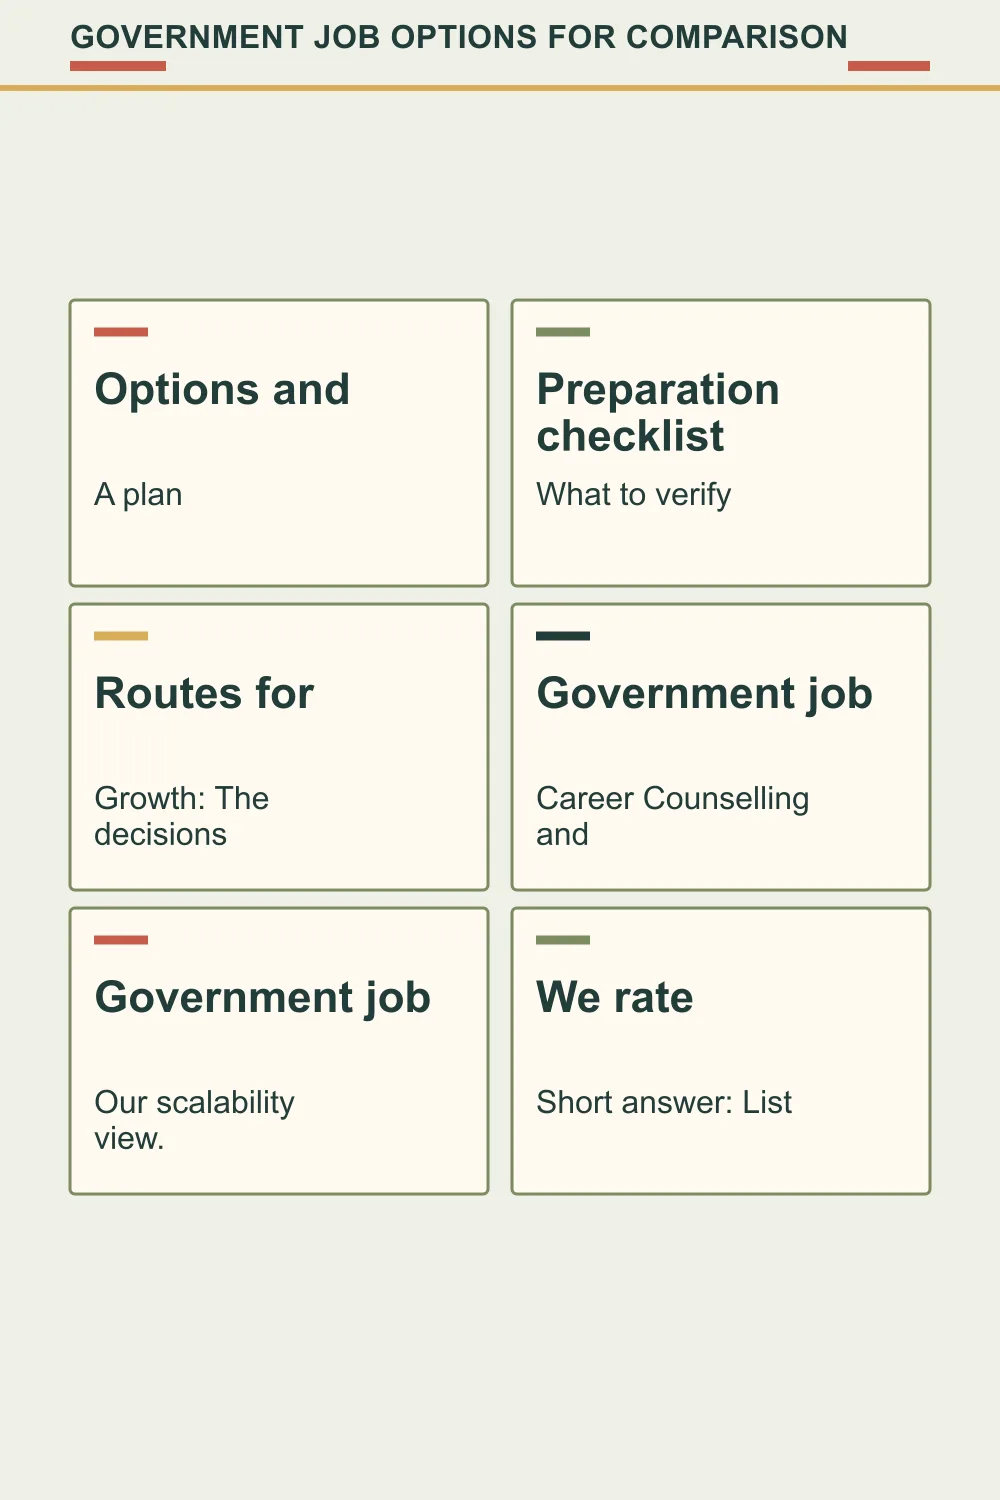 GOVERNMENT JOB OPTIONS FOR COMPARISON
Options and
A plan
Preparation
checklist
What to verify
Routes for
Growth: The
decisions
Government job
Career Counselling
and
Government job
Our scalability
view.
We rate
Short answer: List